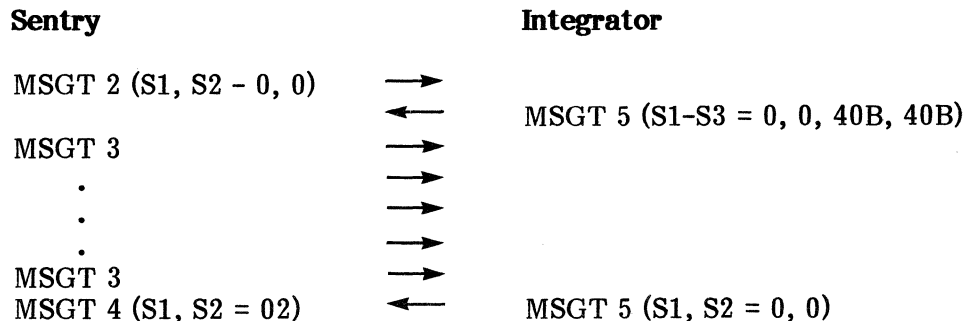 Sentry Integrator
MSGT 2 (S1, S2 - 0, 0) →
← MSGT 5 (S1-S3 = 0, 0, 40B, 40B)
MSGT 3 →
. →
. →
. →
MSGT 3 →
MSGT 4 (S1, S2 = 02) ← MSGT 5 (S1, S2 = 0, 0)